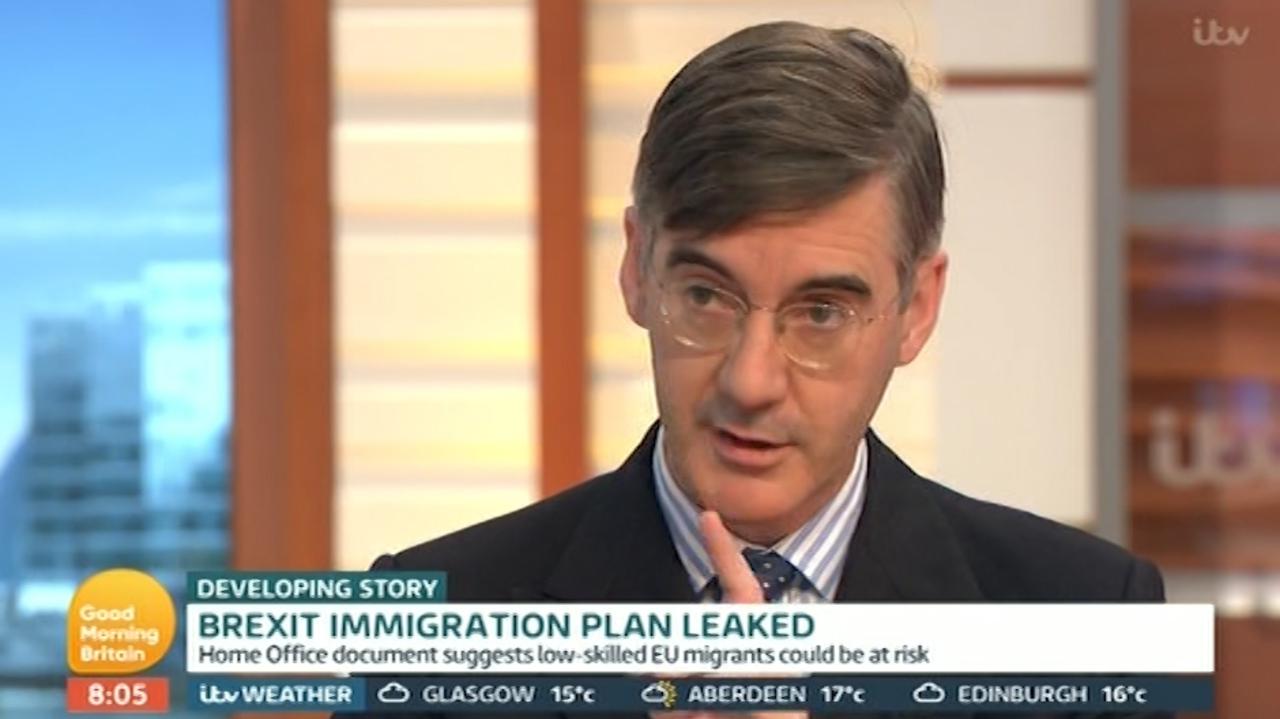 itv
itv
DEVELOPING STORY
BREXIT IMMIGRATION PLAN LEAKED
Home Office document suggests low-skilled EU migrants could be at risk
Good
Morning
Britain
8:05 itv WEATHER GLASGOW 15°c ABERDEEN 17°c EDINBURGH 16°c